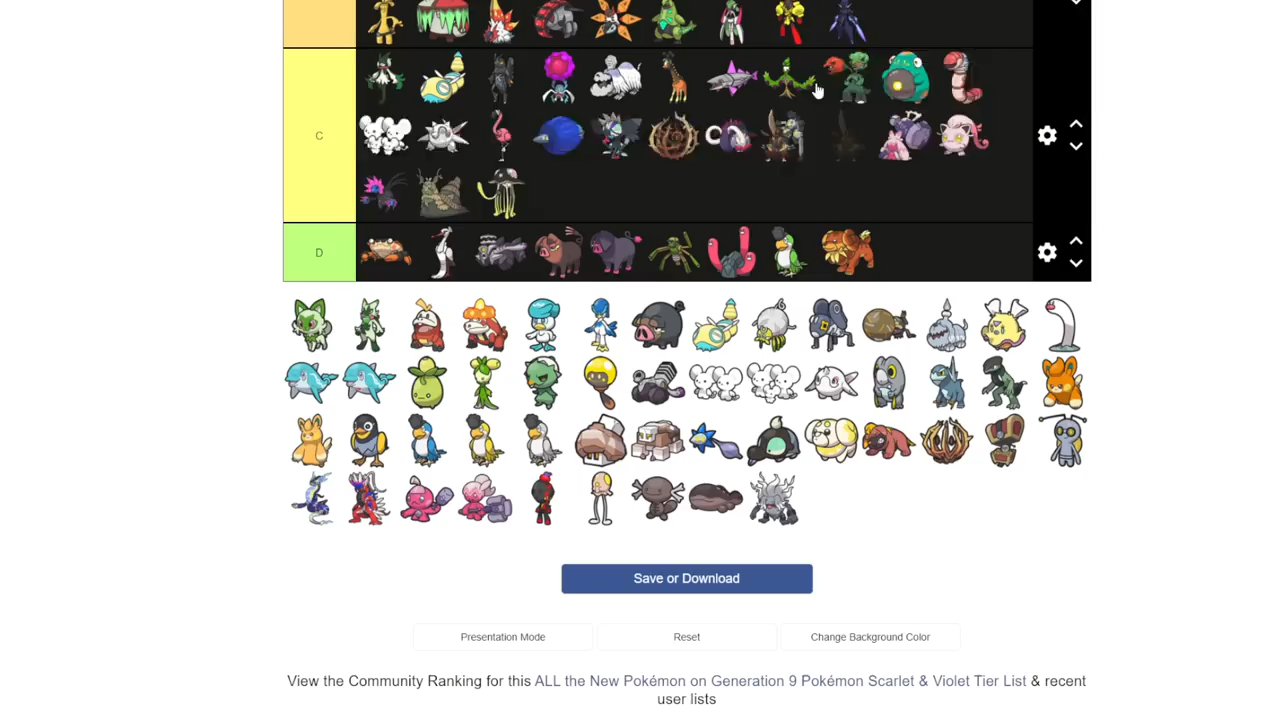 C
D
Save or Download
Presentation Mode
Reset
Change Background Color
View the Community Ranking for this ALL the New Pokémon on Generation 9 Pokémon Scarlet & Violet Tier List & recent
user lists